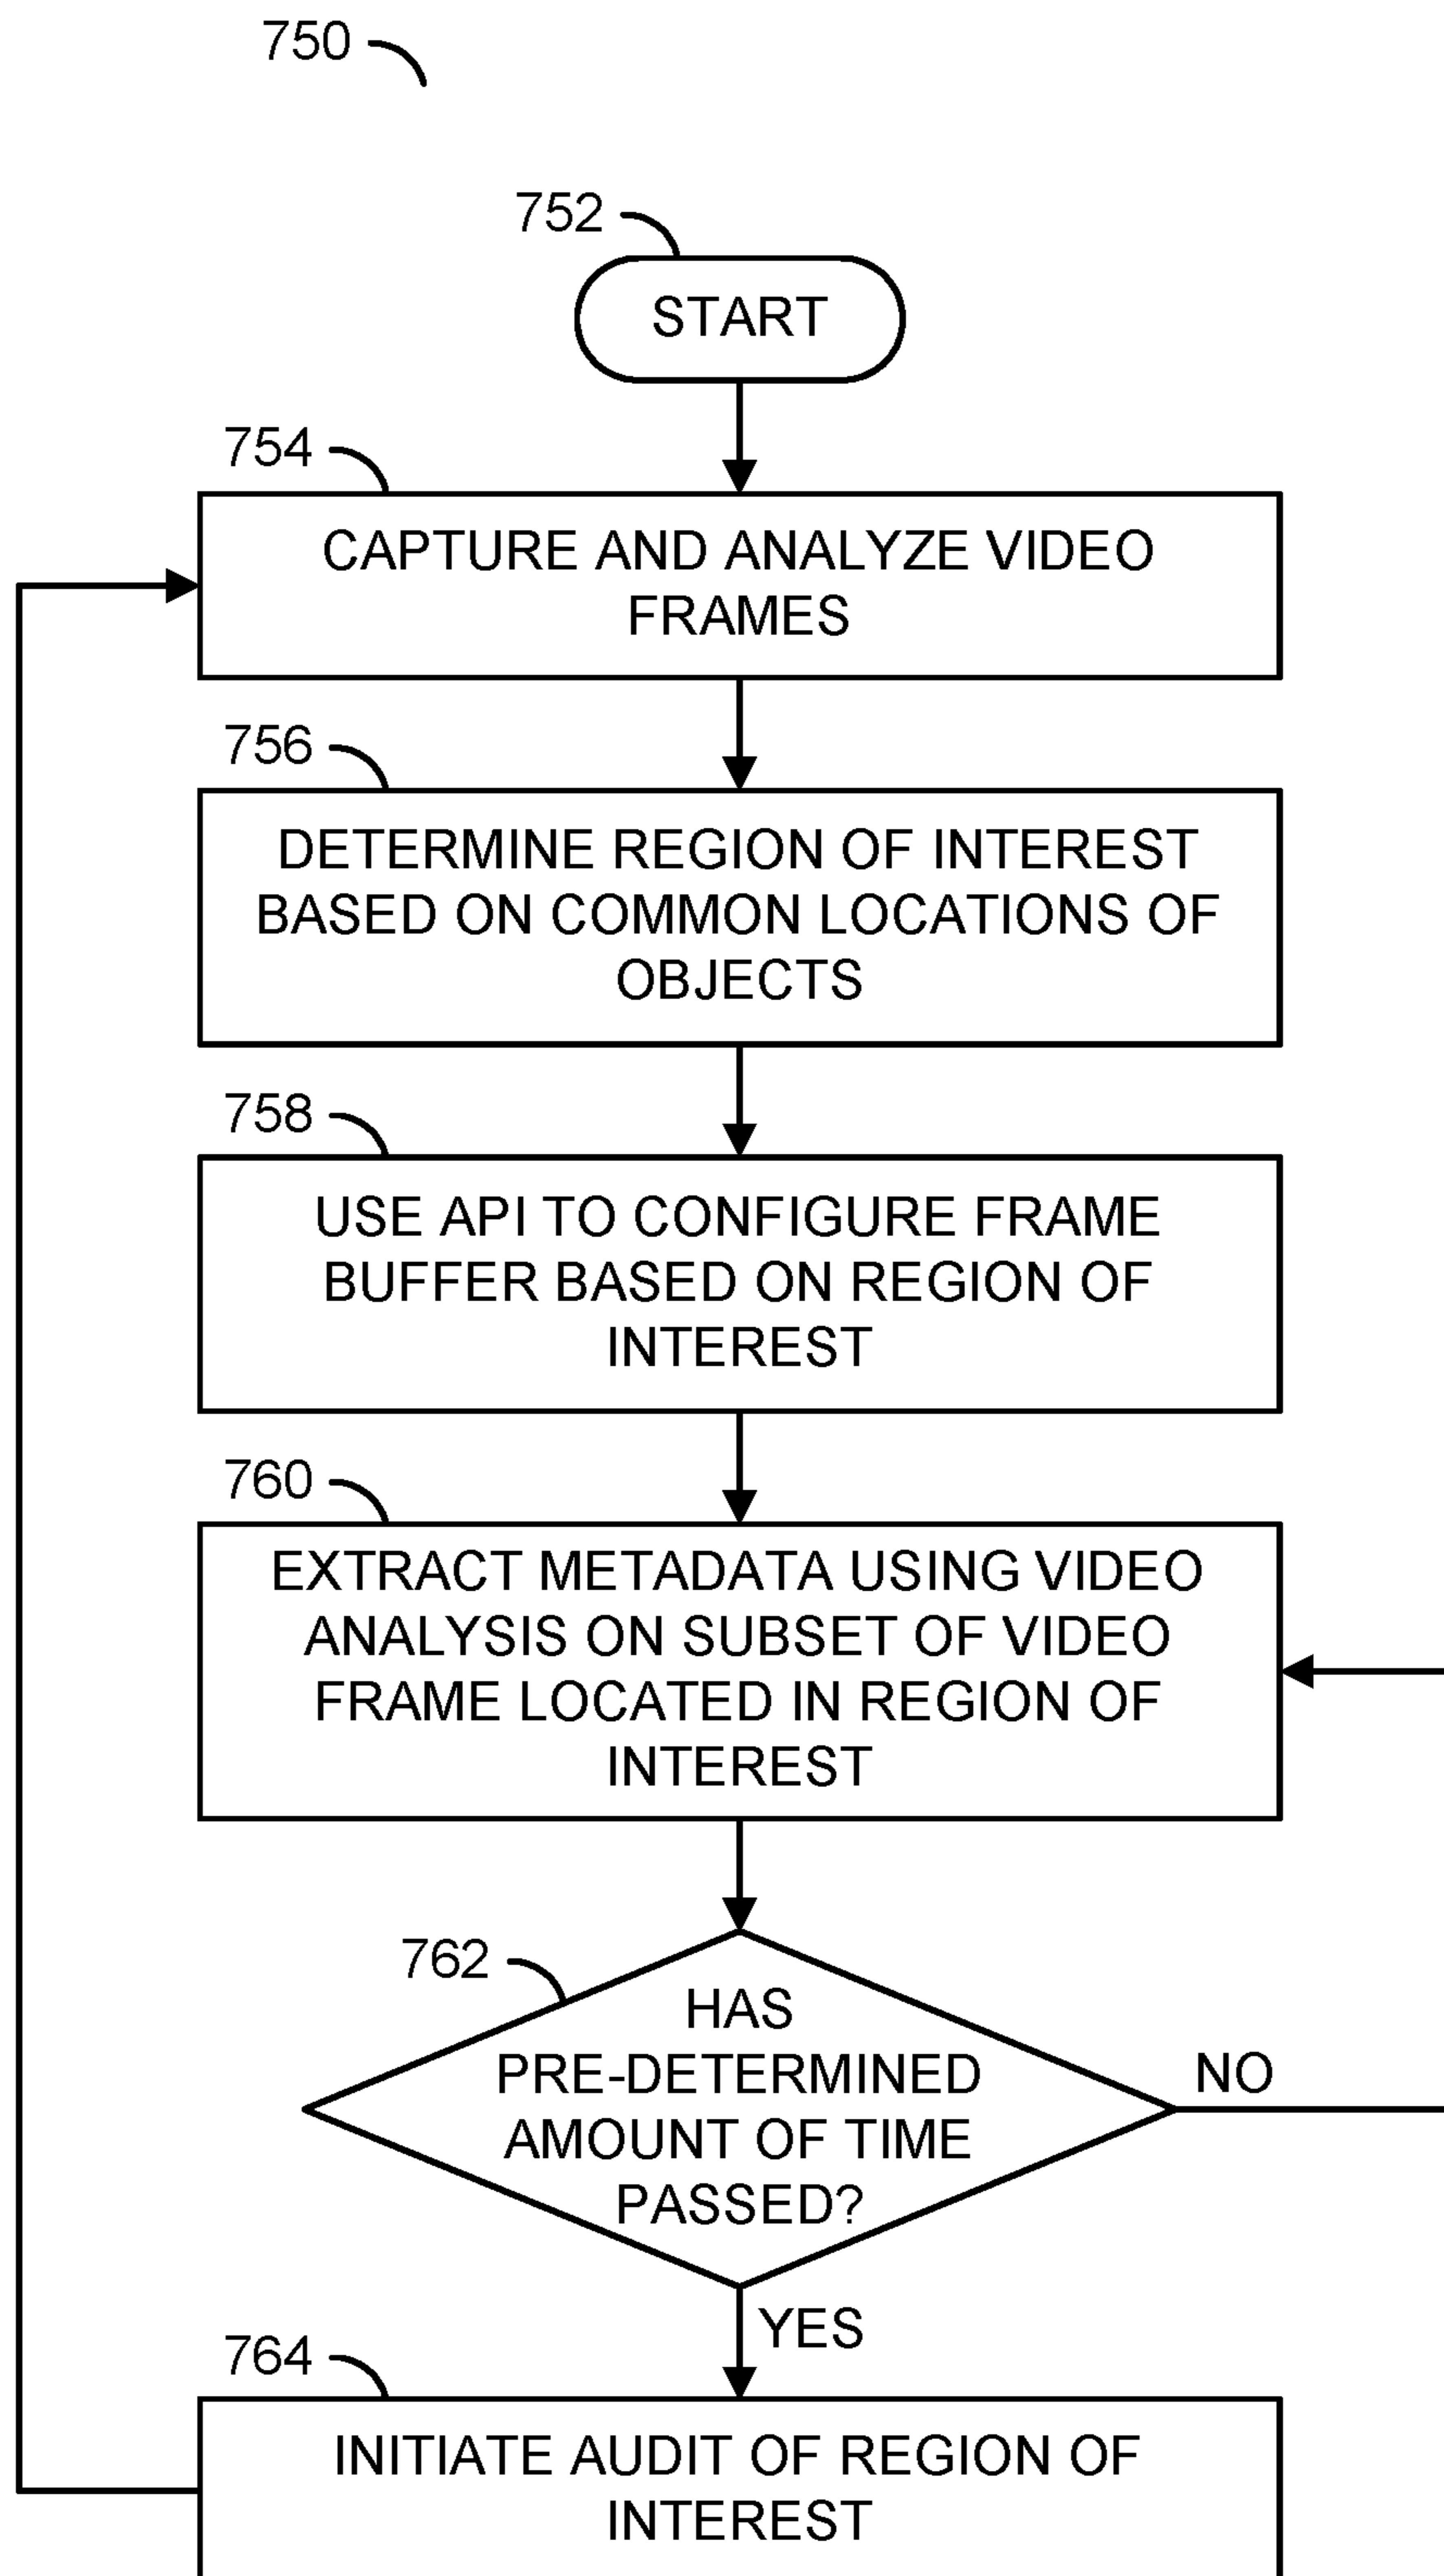 750
752
START
754
CAPTURE AND ANALYZE VIDEO
FRAMES
756
DETERMINE REGION OF INTEREST
BASED ON COMMON LOCATIONS OF
OBJECTS
758
USE API TO CONFIGURE FRAME
BUFFER BASED ON REGION OF
INTEREST
760
EXTRACT METADATA USING VIDEO
ANALYSIS ON SUBSET OF VIDEO
FRAME LOCATED IN REGION OF
INTEREST
762
HAS
PRE-DETERMINED
AMOUNT OF TIME
PASSED?
NO
YES
764
INITIATE AUDIT OF REGION OF
INTEREST